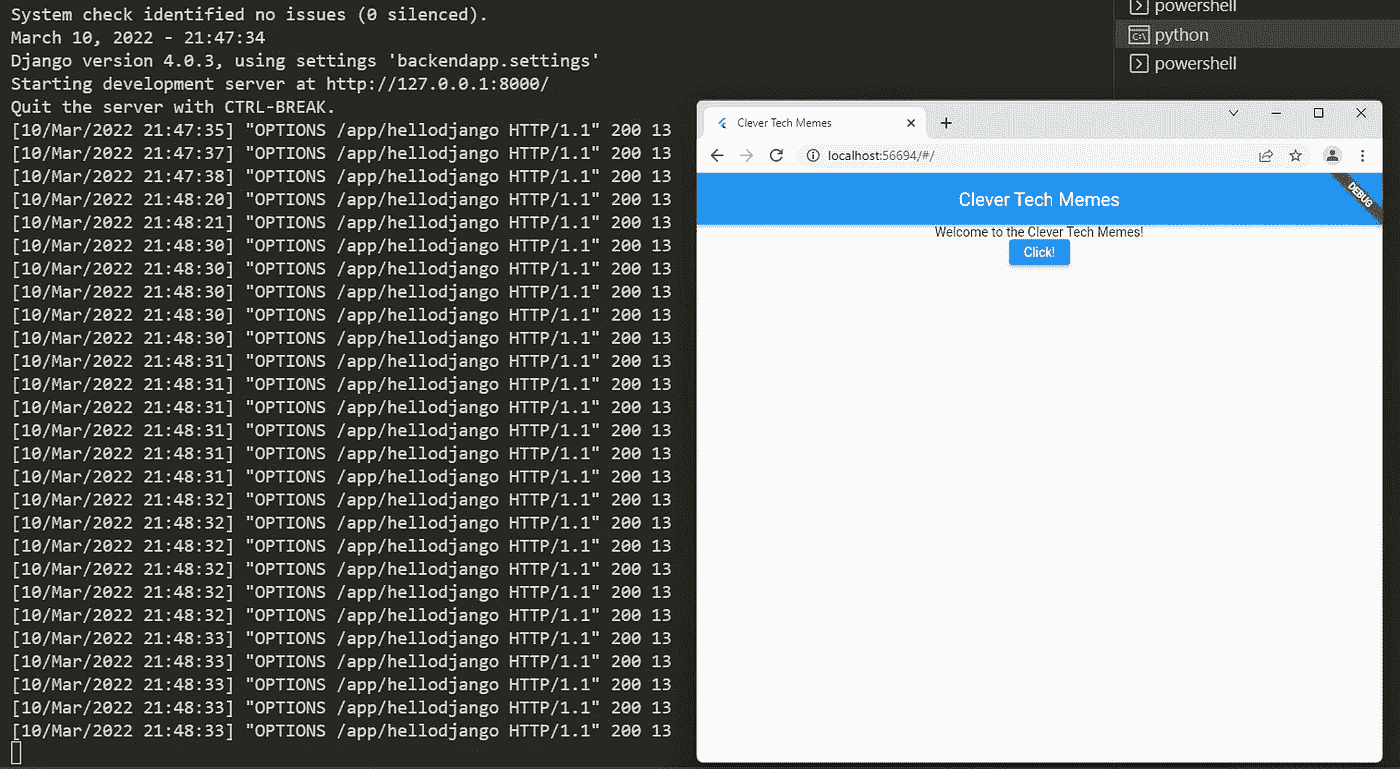 System check identified no issues (0 silenced).
March 10, 2022 - 21:47:34
Django version 4.0.3, using settings 'backendapp.settings'
Starting development server at http://127.0.0.1:8000/
Quit the server with CTRL-BREAK.
[10/Mar/2022 21:47:35] "OPTIONS /app/hellodjango HTTP/1.1" 200 13
[10/Mar/2022 21:47:37] "OPTIONS /app/hellodjango HTTP/1.1" 200 13
[10/Mar/2022 21:47:38] "OPTIONS /app/hellodjango HTTP/1.1" 200 13
[10/Mar/2022 21:48:20] "OPTIONS /app/hellodjango HTTP/1.1" 200 13
[10/Mar/2022 21:48:21] "OPTIONS /app/hellodjango HTTP/1.1" 200 13
[10/Mar/2022 21:48:30] "OPTIONS /app/hellodjango HTTP/1.1" 200 13
[10/Mar/2022 21:48:30] "OPTIONS /app/hellodjango HTTP/1.1" 200 13
[10/Mar/2022 21:48:30] "OPTIONS /app/hellodjango HTTP/1.1" 200 13
[10/Mar/2022 21:48:30] "OPTIONS /app/hellodjango HTTP/1.1" 200 13
[10/Mar/2022 21:48:30] "OPTIONS /app/hellodjango HTTP/1.1" 200 13
[10/Mar/2022 21:48:31] "OPTIONS /app/hellodjango HTTP/1.1" 200 13
[10/Mar/2022 21:48:31] "OPTIONS /app/hellodjango HTTP/1.1" 200 13
[10/Mar/2022 21:48:31] "OPTIONS /app/hellodjango HTTP/1.1" 200 13
[10/Mar/2022 21:48:31] "OPTIONS /app/hellodjango HTTP/1.1" 200 13
[10/Mar/2022 21:48:31] "OPTIONS /app/hellodjango HTTP/1.1" 200 13
[10/Mar/2022 21:48:31] "OPTIONS /app/hellodjango HTTP/1.1" 200 13
[10/Mar/2022 21:48:32] "OPTIONS /app/hellodjango HTTP/1.1" 200 13
[10/Mar/2022 21:48:32] "OPTIONS /app/hellodjango HTTP/1.1" 200 13
[10/Mar/2022 21:48:32] "OPTIONS /app/hellodjango HTTP/1.1" 200 13
[10/Mar/2022 21:48:32] "OPTIONS /app/hellodjango HTTP/1.1" 200 13
[10/Mar/2022 21:48:32] "OPTIONS /app/hellodjango HTTP/1.1" 200 13
[10/Mar/2022 21:48:32] "OPTIONS /app/hellodjango HTTP/1.1" 200 13
[10/Mar/2022 21:48:33] "OPTIONS /app/hellodjango HTTP/1.1" 200 13
[10/Mar/2022 21:48:33] "OPTIONS /app/hellodjango HTTP/1.1" 200 13
[10/Mar/2022 21:48:33] "OPTIONS /app/hellodjango HTTP/1.1" 200 13
[10/Mar/2022 21:48:33] "OPTIONS /app/hellodjango HTTP/1.1" 200 13
[10/Mar/2022 21:48:33] "OPTIONS /app/hellodjango HTTP/1.1" 200 13
powershell
python
powershell
Clever Tech Memes
localhost:56694/#/
Clever Tech Memes
DEBUG
Welcome to the Clever Tech Memes!
Click!